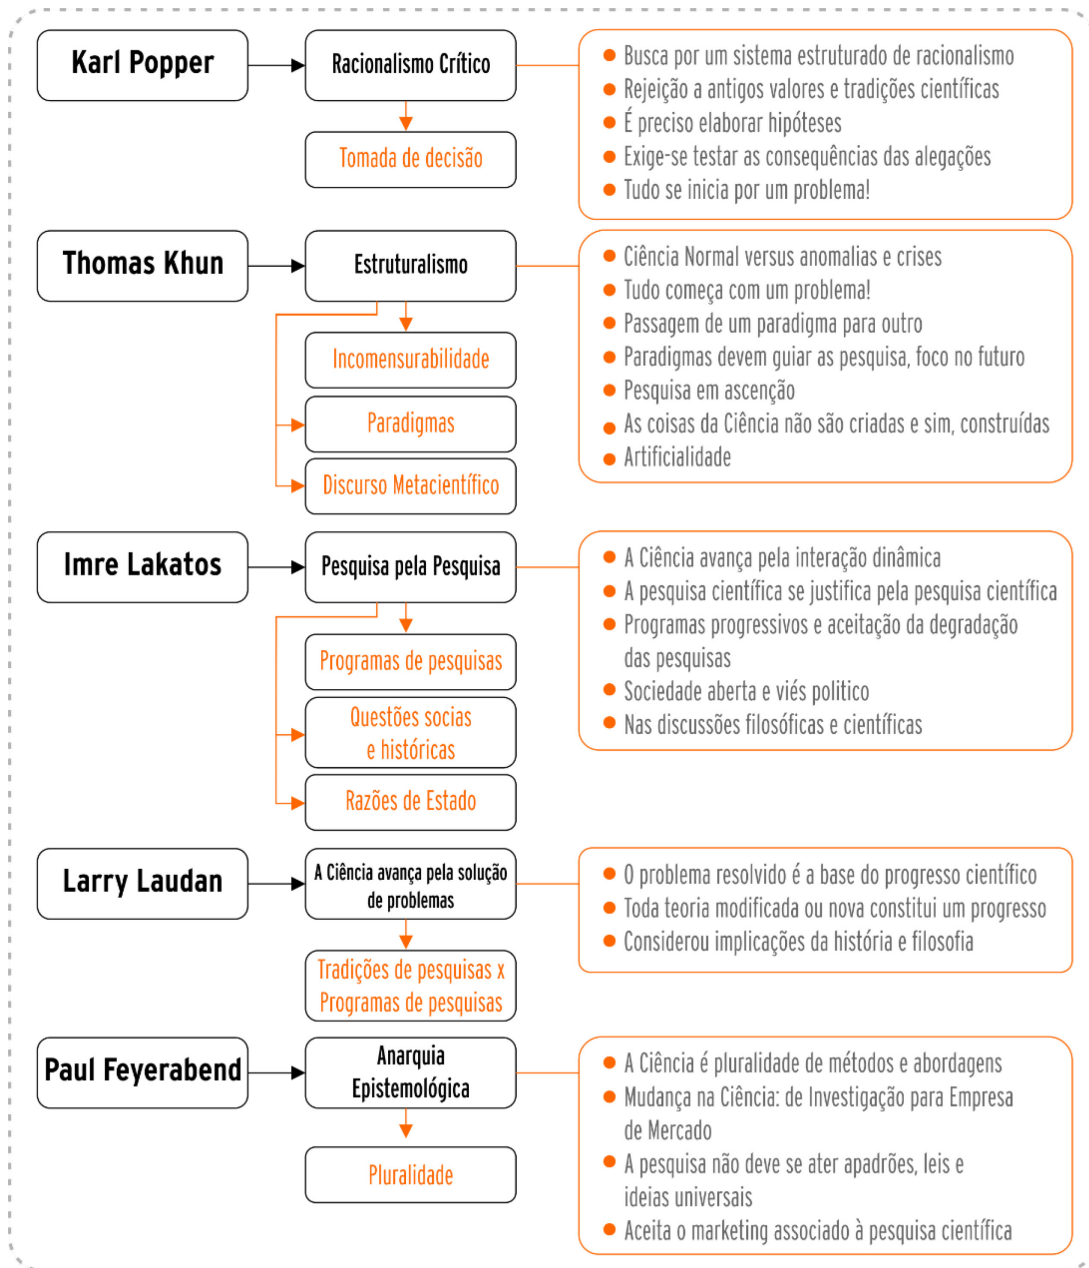 Karl Popper
Racionalismo Crítico
Tomada de decisão
Busca por um sistema estruturado de racionalismo
Rejeição a antigos valores e tradições científicas
É preciso elaborar hipóteses
Exige-se testar as consequências das alegações
Tudo se inicia por um problema!
Thomas Khun
Estruturalismo
Incomensurabilidade
Paradigmas
Discurso Metacientífico
Ciência Normal versus anomalias e crises
Tudo começa com um problema!
Passagem de um paradigma para outro
Paradigmas devem guiar as pesquisa, foco no futuro
Pesquisa em ascenção
As coisas da Ciência não são criadas e sim, construídas
Artificialidade
Imre Lakatos
Pesquisa pela Pesquisa
Programas de pesquisas
Questões socias
e históricas
Razões de Estado
A Ciência avança pela interação dinâmica
A pesquisa científica se justifica pela pesquisa científica
Programas progressivos e aceitação da degradação
das pesquisas
Sociedade aberta e viés politico
Nas discussões filosóficas e científicas
Larry Laudan
A Ciência avança pela solução
de problemas
Tradições de pesquisas x
Programas de pesquisas
O problema resolvido é a base do progresso científico
Toda teoria modificada ou nova constitui um progresso
Considerou implicações da história e filosofia
Paul Feyerabend
Anarquia
Epistemológica
Pluralidade
A Ciência é pluralidade de métodos e abordagens
Mudança na Ciência: de Investigação para Empresa
de Mercado
A pesquisa não deve se ater apadrões, leis e
ideias universais
Aceita o marketing associado à pesquisa científica